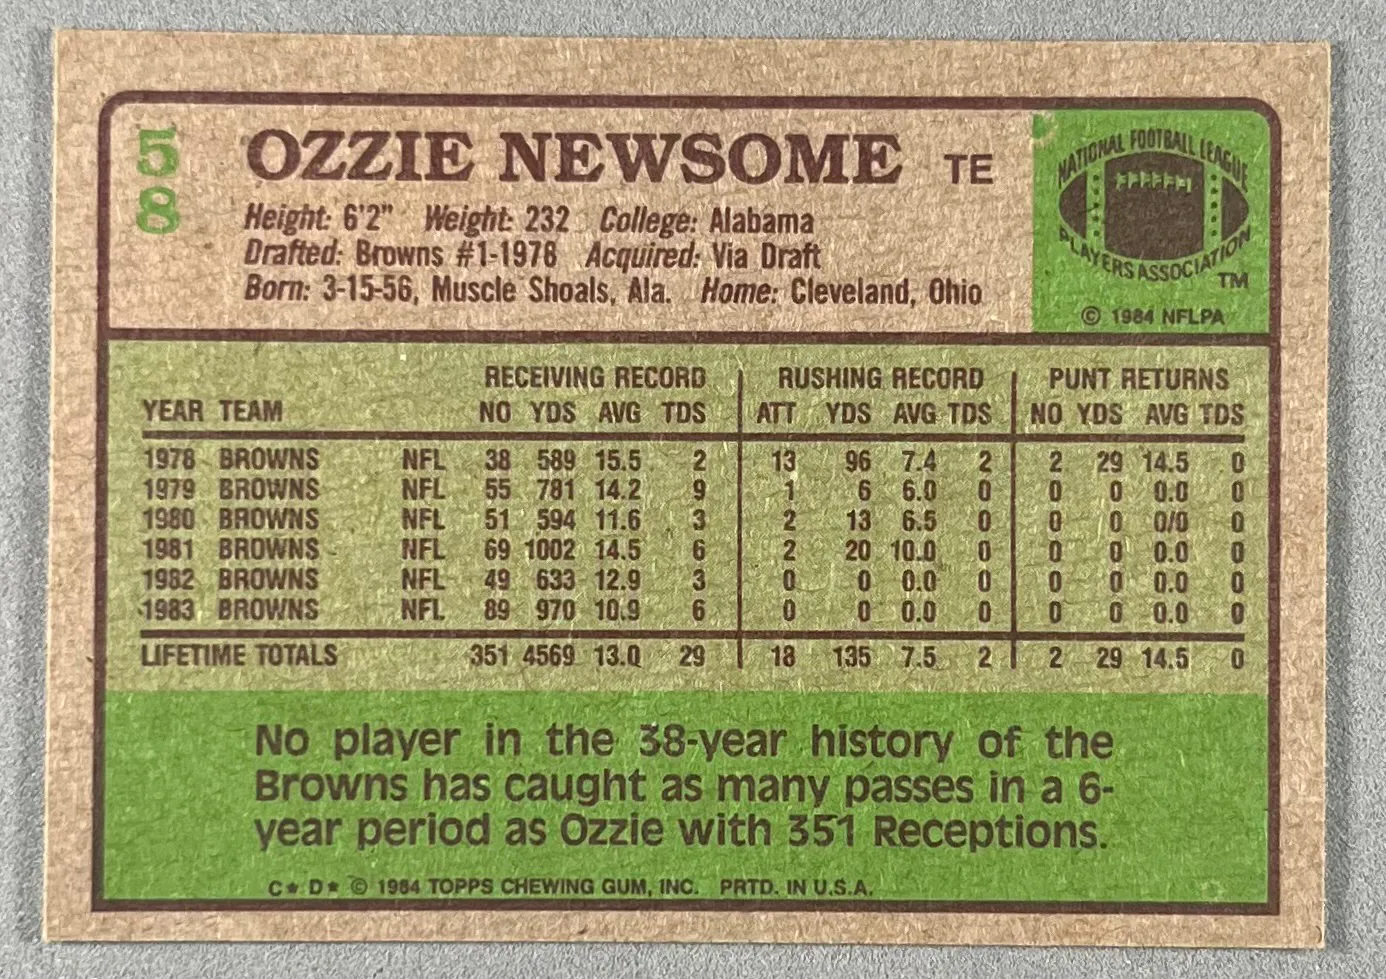 58
OZZIE NEWSOME TE
Height: 6'2" Weight: 232 College: Alabama
Drafted: Browns #1-1978 Acquired: Via Draft
Born: 3-15-56, Muscle Shoals, Ala. Home: Cleveland, Ohio
NATIONAL FOOTBALL LEAGUE
PLAYERS ASSOCIATION
TM
© 1984 NFLPA
RECEIVING RECORD RUSHING RECORD PUNT RETURNS
YEAR TEAM NO YDS AVG TDS ATT YDS AVG TDS NO YDS AVG TDS
1978 BROWNS NFL 38 589 15.5 2 13 96 7.4 2 2 29 14.5 0
1979 BROWNS NFL 55 781 14.2 9 1 6 6.0 0 0 0 0.0 0
1980 BROWNS NFL 51 594 11.6 3 2 13 6.5 0 0 0 0/0 0
1981 BROWNS NFL 69 1002 14.5 6 2 20 10.0 0 0 0 0.0 0
1982 BROWNS NFL 49 633 12.9 3 0 0 0.0 0 0 0 0.0 0
1983 BROWNS NFL 89 970 10.9 6 0 0 0.0 0 0 0 0.0 0
LIFETIME TOTALS 351 4569 13.0 29 18 135 7.5 2 2 29 14.5 0
No player in the 38-year history of the
Browns has caught as many passes in a 6-
year period as Ozzie with 351 Receptions.
C★ D★ © 1984 TOPPS CHEWING GUM, INC. PRTD. IN U.S.A.